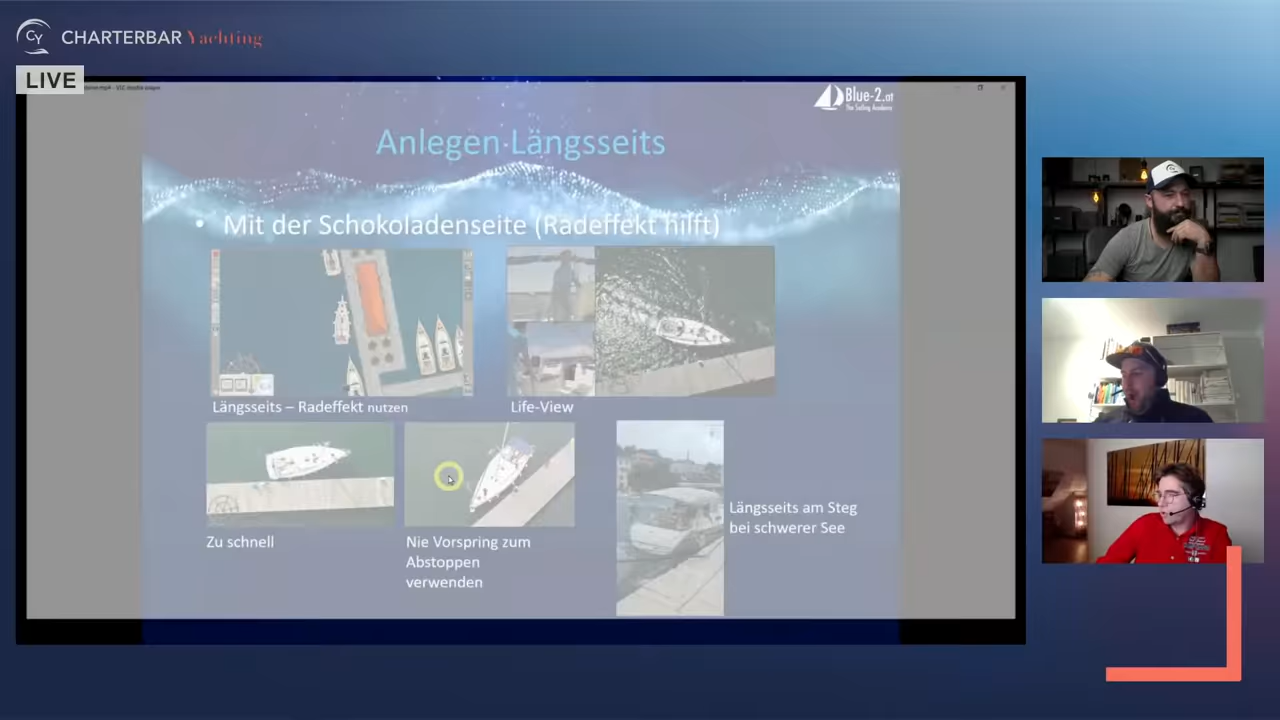 CY CHARTERBAR Yachting
LIVE
Blue-2.at
The Sailing Academy
Anlegen Längsseits
• Mit der Schokoladenseite (Radeffekt hilft)
Längsseits – Radeffekt nutzen
Life-View
Längsseits am Steg
bei schwerer See
Zu schnell
Nie Vorspring zum
Abstoppen
verwenden